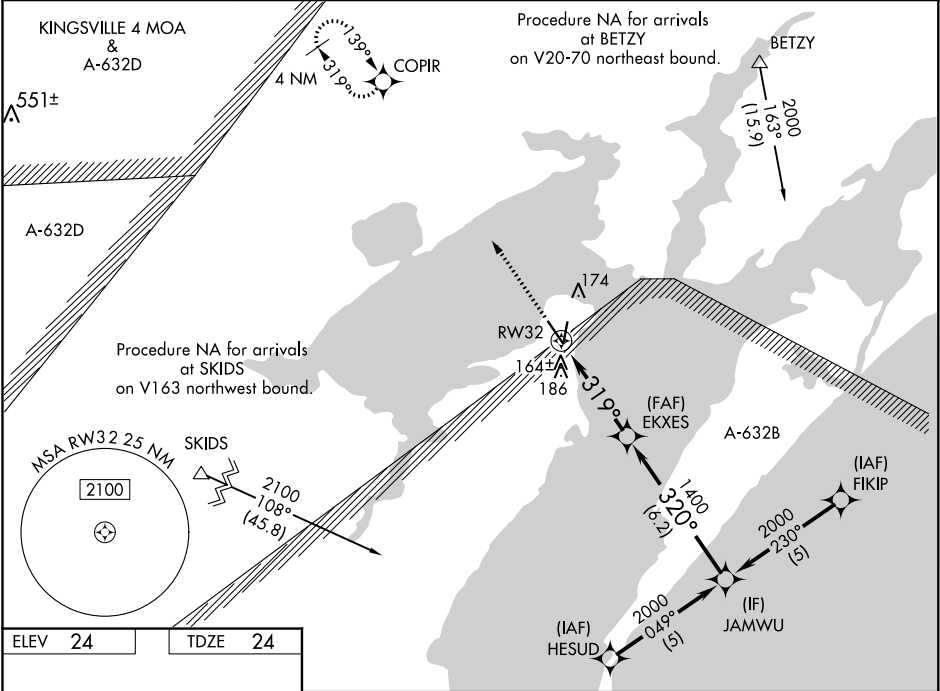 KINGSVILLE 4 MOA
&
A-632D
551±
A-632D
139°
319°
4 NM
COPIR
Procedure NA for arrivals
at BETZY
on V20-70 northeast bound.
BETZY
2000
163°
(15.9)
174
RW32
164±
186
319°
(FAF)
EKXES
A-632B
Procedure NA for arrivals
at SKIDS
on V163 northwest bound.
MSA RW32 25 NM
2100
SKIDS
2100
108°
(45.8)
1400
320°
(6.2)
(IAF)
FIKIP
2000
230°
(5)
(IF)
JAMWU
2000
049°
(5)
(IAF)
HESUD
ELEV 24
TDZE 24